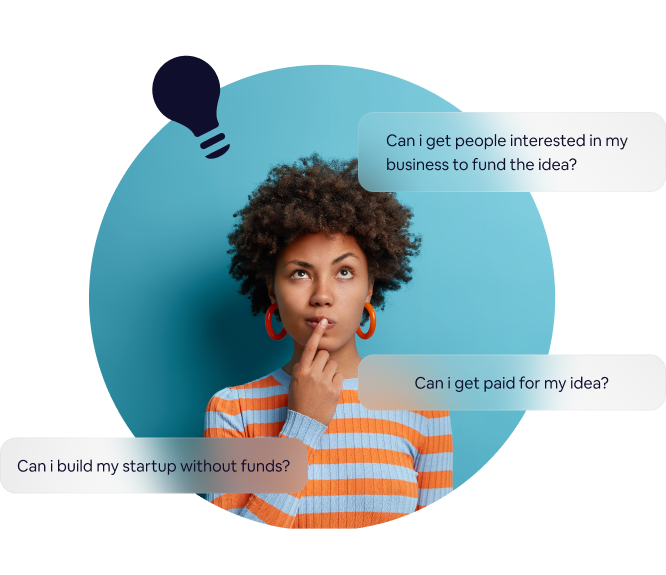 Can i get people interested in my
business to fund the idea?
Can i get paid for my idea?
Can i build my startup without funds?